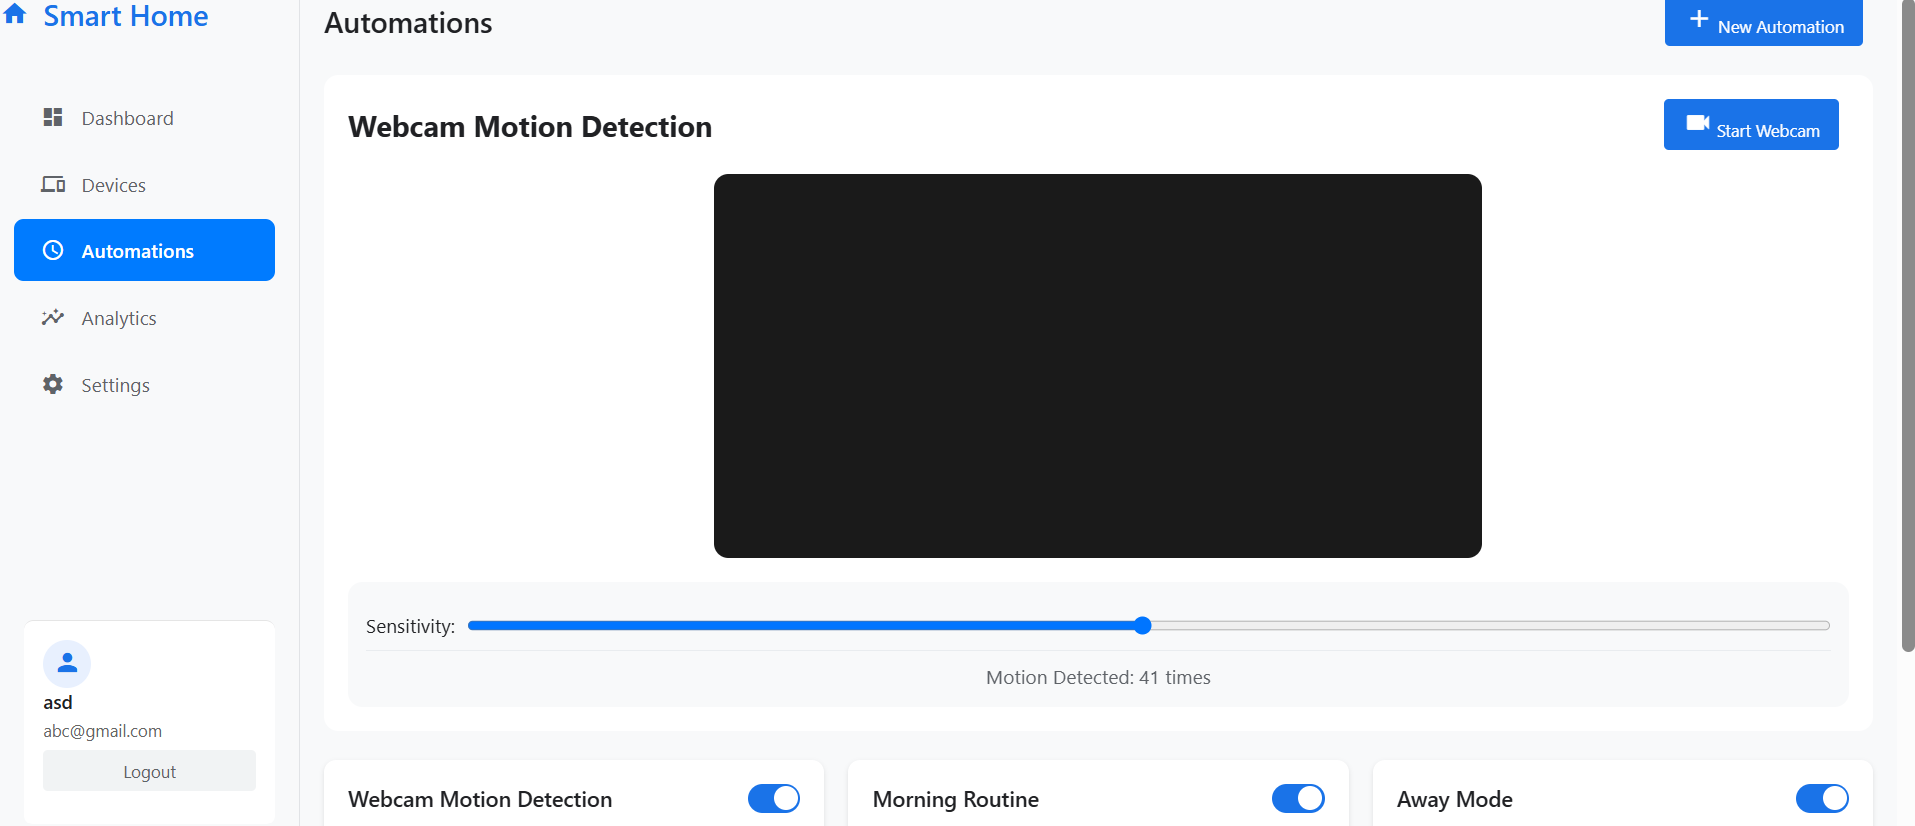 Smart Home
Dashboard
Devices
Automations
Analytics
Settings
asd
abc@gmail.com
Logout
Automations
New Automation
Webcam Motion Detection
Start Webcam
Sensitivity:
Motion Detected: 41 times
Webcam Motion Detection
Morning Routine
Away Mode